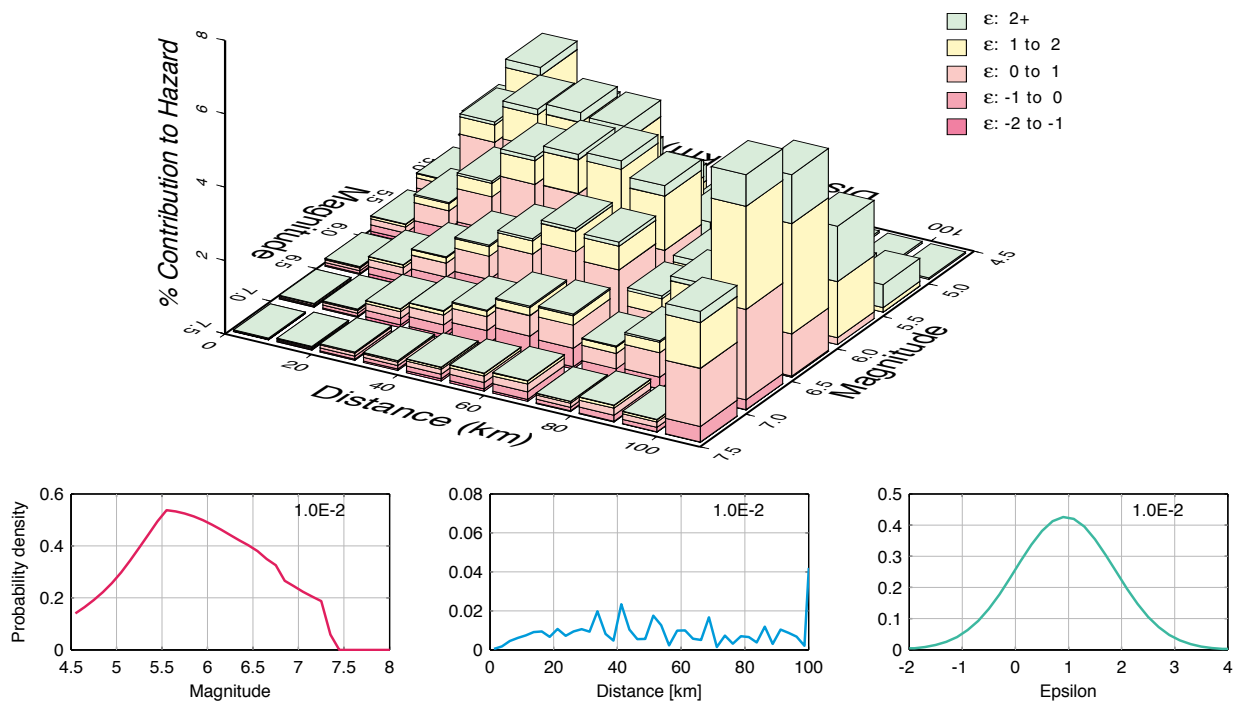 ε: 2+
ε: 1 to 2
ε: 0 to 1
ε: -1 to 0
ε: -2 to -1
% Contribution to Hazard
8
6
4
2
0
Magnitude
5.0
5.5
6.0
6.5
7.0
7.5
Distance (km)
20
40
60
80
100
Magnitude
7.5
7.0
6.5
6.0
5.5
5.0
4.5
100
Dis
km)
Probability density
0.6
0.4
0.2
0
1.0E-2
4.5 5 5.5 6 6.5 7 7.5 8
Magnitude
0.08
0.06
0.04
0.02
0
1.0E-2
0 20 40 60 80 100
Distance [km]
0.5
0.4
0.3
0.2
0.1
0
1.0E-2
-2 -1 0 1 2 3 4
Epsilon